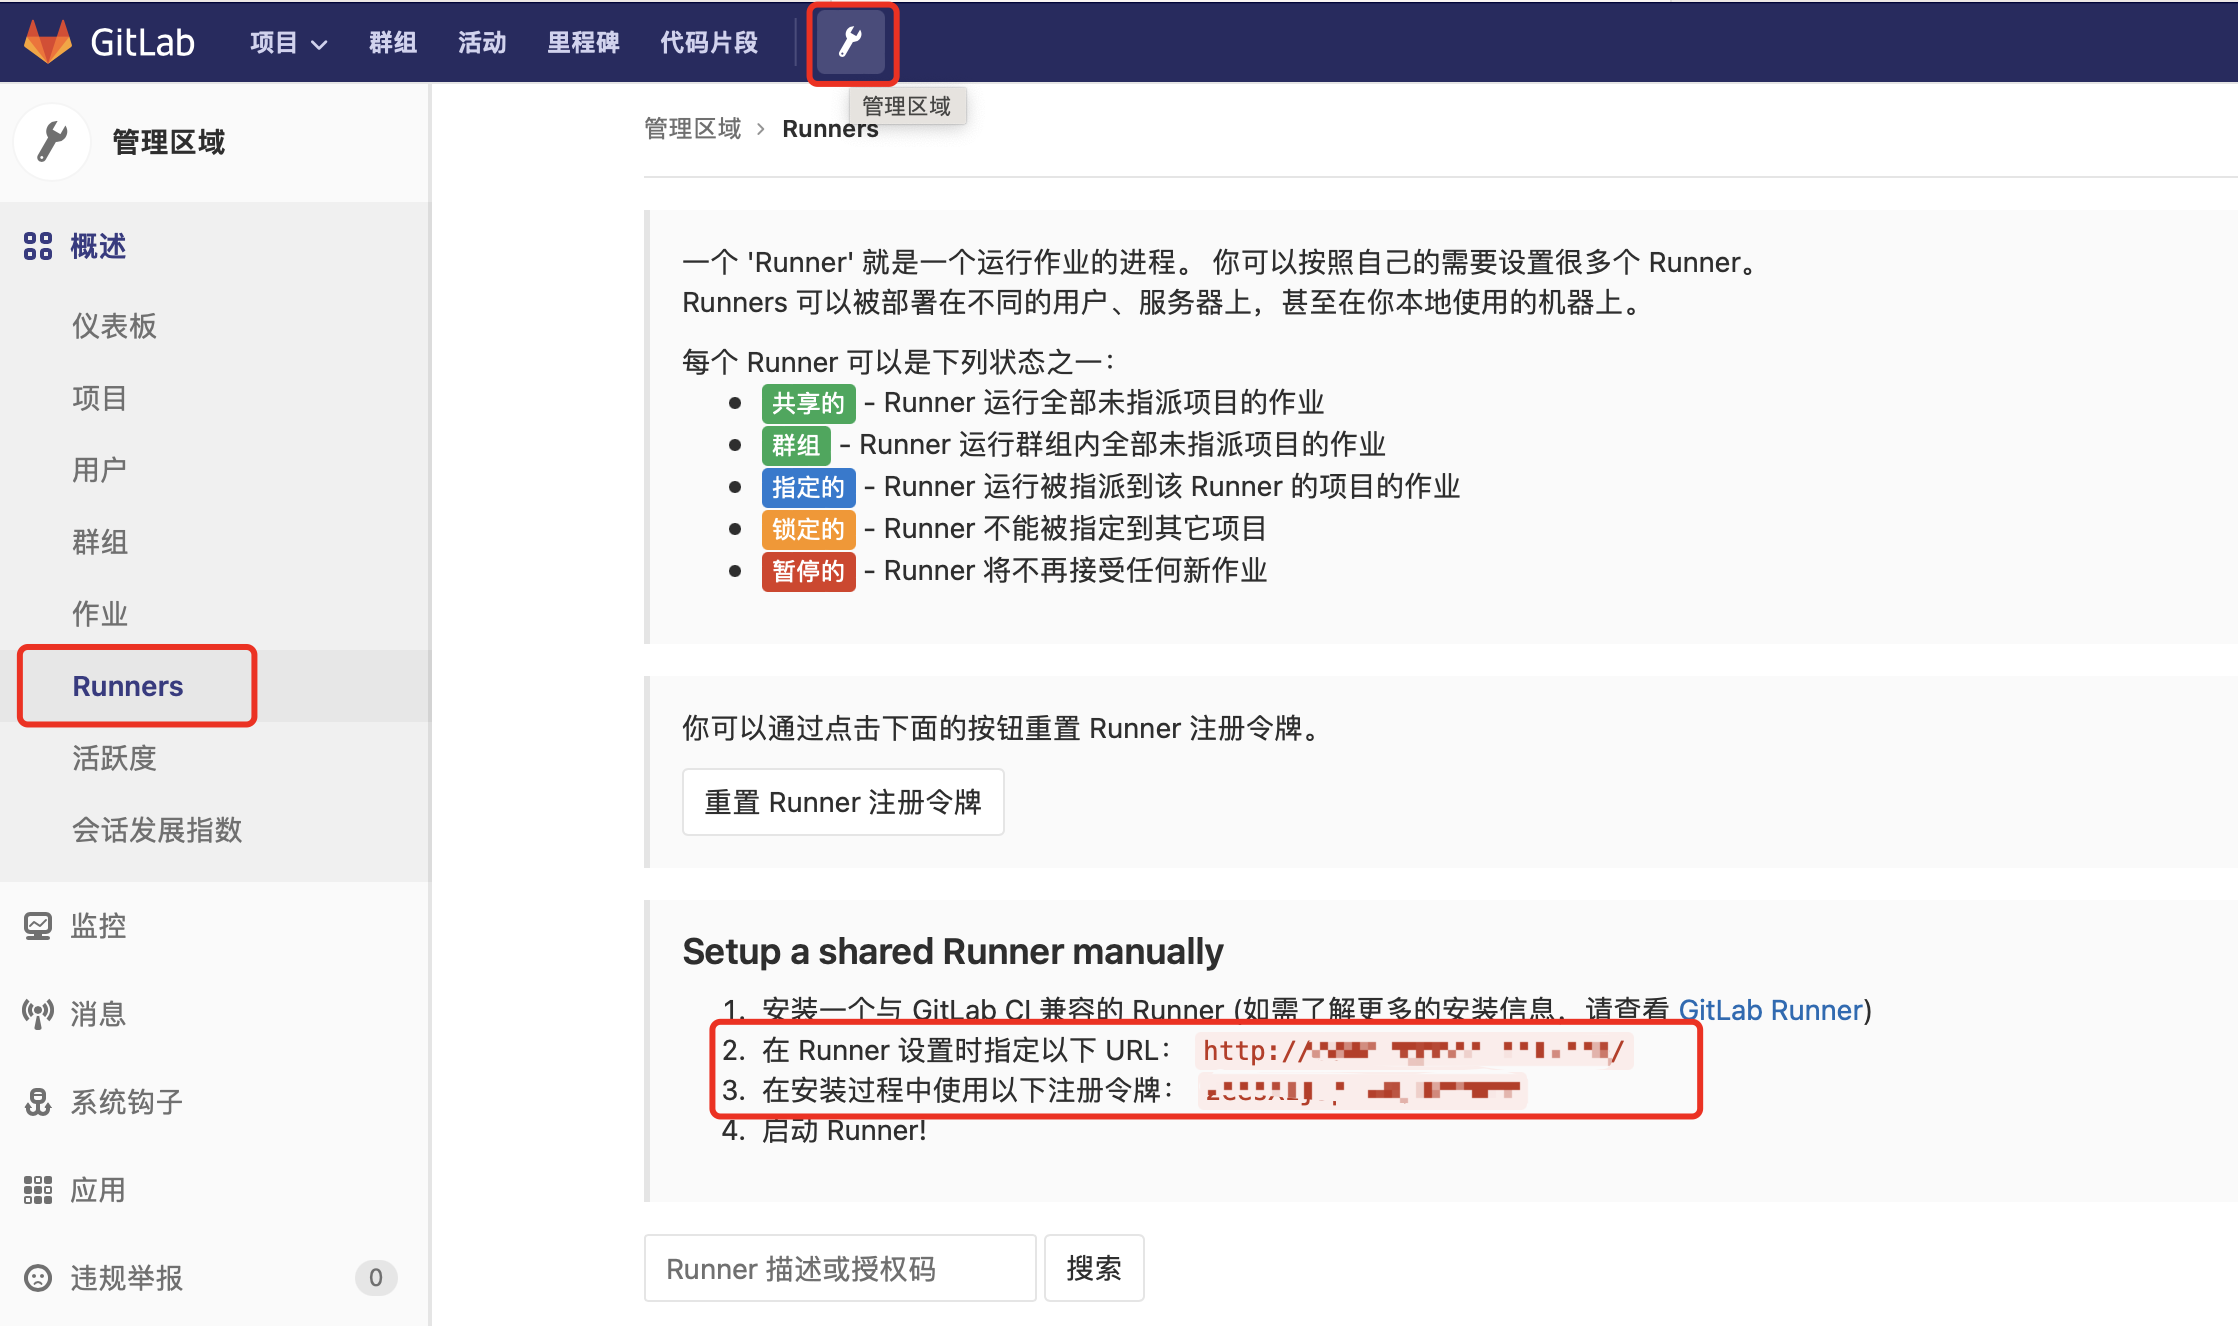 GitLab 项目 群组 活动 里程碑 代码片段
管理区域
管理区域
概述
仪表板
项目
用户
群组
作业
Runners
活跃度
会话发展指数
监控
消息
系统钩子
应用
违规举报 0
管理区域 › Runners
一个 'Runner' 就是一个运行作业的进程。 你可以按照自己的需要设置很多个 Runner。
Runners 可以被部署在不同的用户、服务器上，甚至在你本地使用的机器上。
每个 Runner 可以是下列状态之一：
• 共享的 - Runner 运行全部未指派项目的作业
• 群组 - Runner 运行群组内全部未指派项目的作业
• 指定的 - Runner 运行被指派到该 Runner 的项目的作业
• 锁定的 - Runner 不能被指定到其它项目
• 暂停的 - Runner 将不再接受任何新作业
你可以通过点击下面的按钮重置 Runner 注册令牌。
重置 Runner 注册令牌
Setup a shared Runner manually
1. 安装一个与 GitLab CI 兼容的 Runner (如需了解更多的安装信息，请查看 GitLab Runner)
2. 在 Runner 设置时指定以下 URL： http:// /
3. 在安装过程中使用以下注册令牌：
4. 启动 Runner!
Runner 描述或授权码 搜索